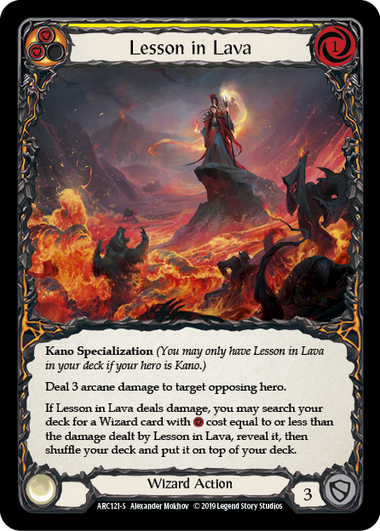 Lesson in Lava
1
Kano Specialization (You may only have Lesson in Lava
in your deck if your hero is Kano.)
Deal 3 arcane damage to target opposing hero.
If Lesson in Lava deals damage, you may search your
deck for a Wizard card with cost equal to or less than
the damage dealt by Lesson in Lava, reveal it, then
shuffle your deck and put it on top of your deck.
Wizard Action
3
ARC121-S Alexander Mokhov © 2019 Legend Story Studios